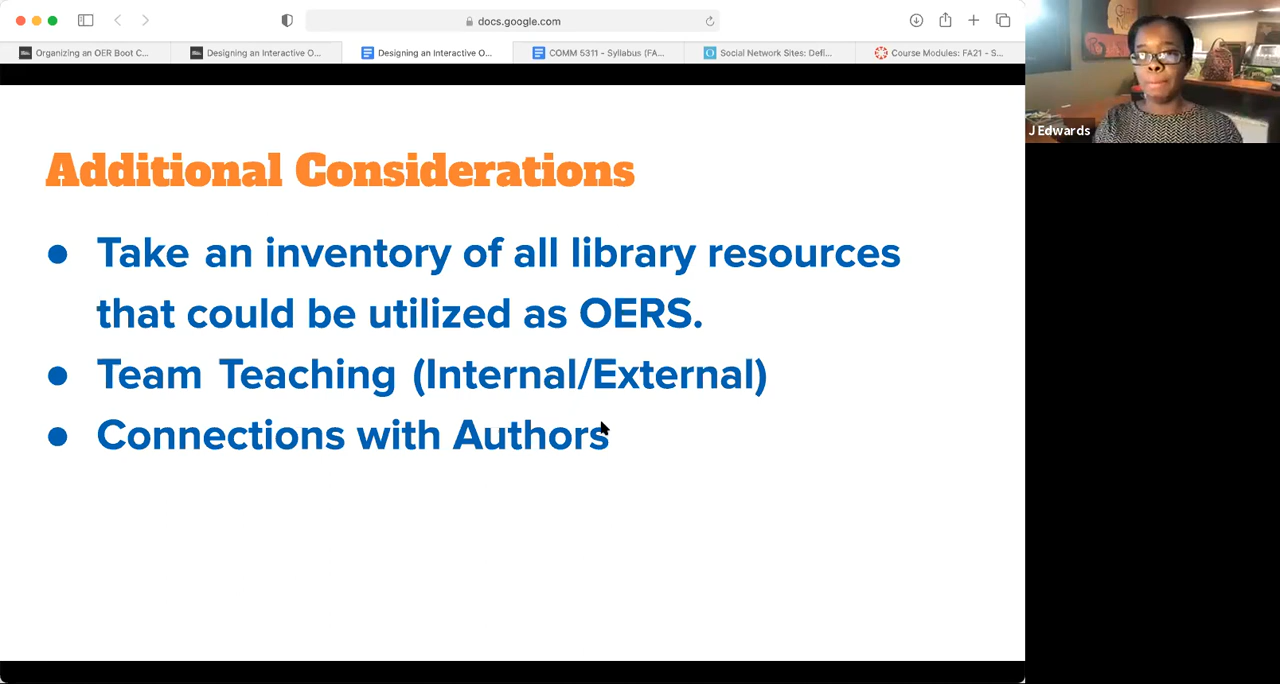 docs.google.com
Organizing an OER Boot C...
Designing an Interactive O...
Designing an Interactive O...
COMM 5311 - Syllabus (FA...
Social Network Sites: Defi...
Course Modules: FA21 - S...
J Edwards
Additional Considerations
● Take an inventory of all library resources
that could be utilized as OERS.
● Team Teaching (Internal/External)
● Connections with Authors